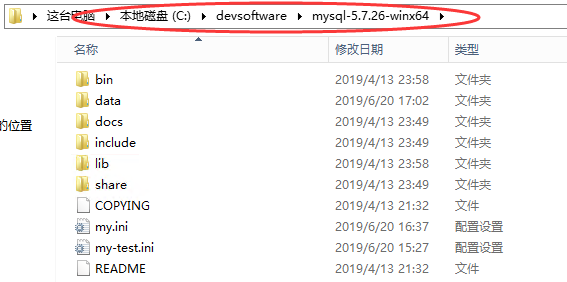 这台电脑 本地磁盘 (C:) devsoftware mysql-5.7.26-winx64
名称 修改日期 类型
bin 2019/4/13 23:58 文件夹
data 2019/6/20 17:02 文件夹
docs 2019/4/13 23:49 文件夹
的位置
include 2019/4/13 23:49 文件夹
lib 2019/4/13 23:58 文件夹
share 2019/4/13 23:49 文件夹
COPYING 2019/4/13 21:32 文件
my.ini 2019/6/20 16:37 配置设置
my-test.ini 2019/6/20 15:27 配置设置
README 2019/4/13 21:32 文件